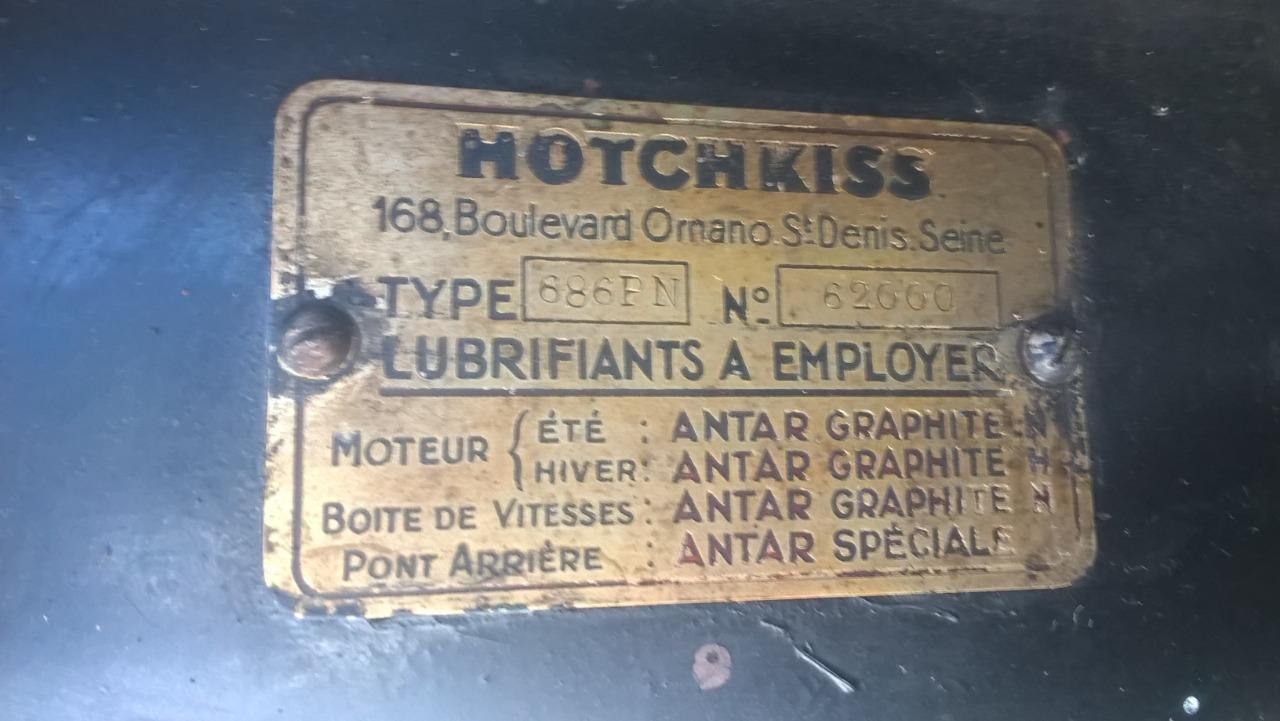 HOTCHKISS
168, Boulevard Ornano. St Denis. Seine
TYPE 686PN Nº 62000
LUBRIFIANTS A EMPLOYER
MOTEUR { ÉTÉ : ANTAR GRAPHITE N
HIVER: ANTAR GRAPHITE H
BOITE DE VITESSES: ANTAR GRAPHITE N
PONT ARRIÈRE : ANTAR SPÉCIALE